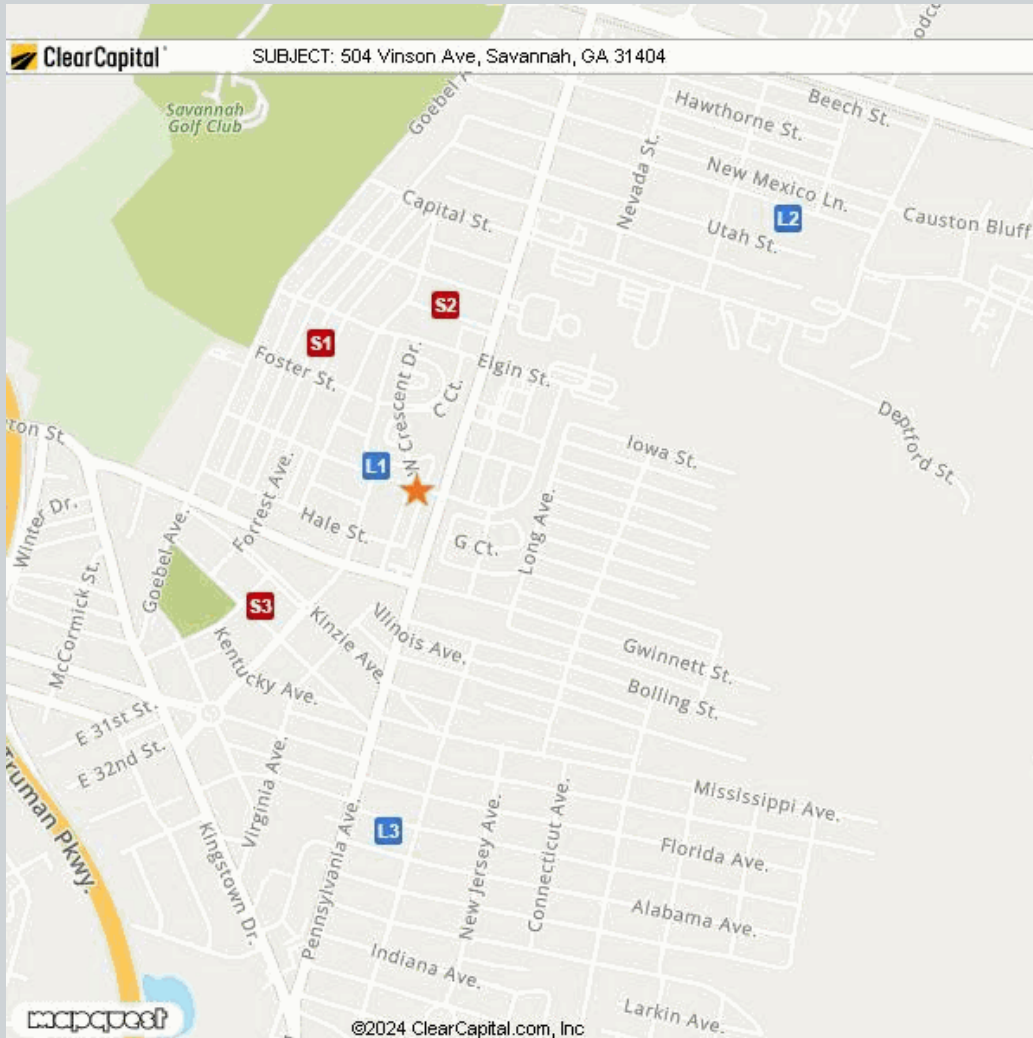 ClearCapital
SUBJECT: 504 Vinson Ave, Savannah, GA 31404
Savannah
Golf Club
Goebel A
Hawthorne St.
Beech St.
Nevada St.
New Mexico Ln.
Capital St.
L2
Causton Bluff
Utah St.
S2
S1
Foster St.
W Crescent Dr.
C Ct.
Elgin St.
Deptford St.
ton St.
L1
Iowa St.
Winter Dr.
Forrest Ave.
Hale St.
G Ct.
Long Ave.
Goebel Ave.
McCormick St.
S3
Kinzie Ave.
Illinois Ave.
Kentucky Ave.
Gwinnett St.
Bolling St.
E 31st St.
E 32nd St.
Virginia Ave.
Truman Pkwy.
Mississippi Ave.
L3
Kingstown Dr.
Pennsylvania Ave.
New Jersey Ave.
Connecticut Ave.
Florida Ave.
Alabama Ave.
Indiana Ave.
Larkin Ave.
mapquest
©2024 ClearCapital.com, Inc